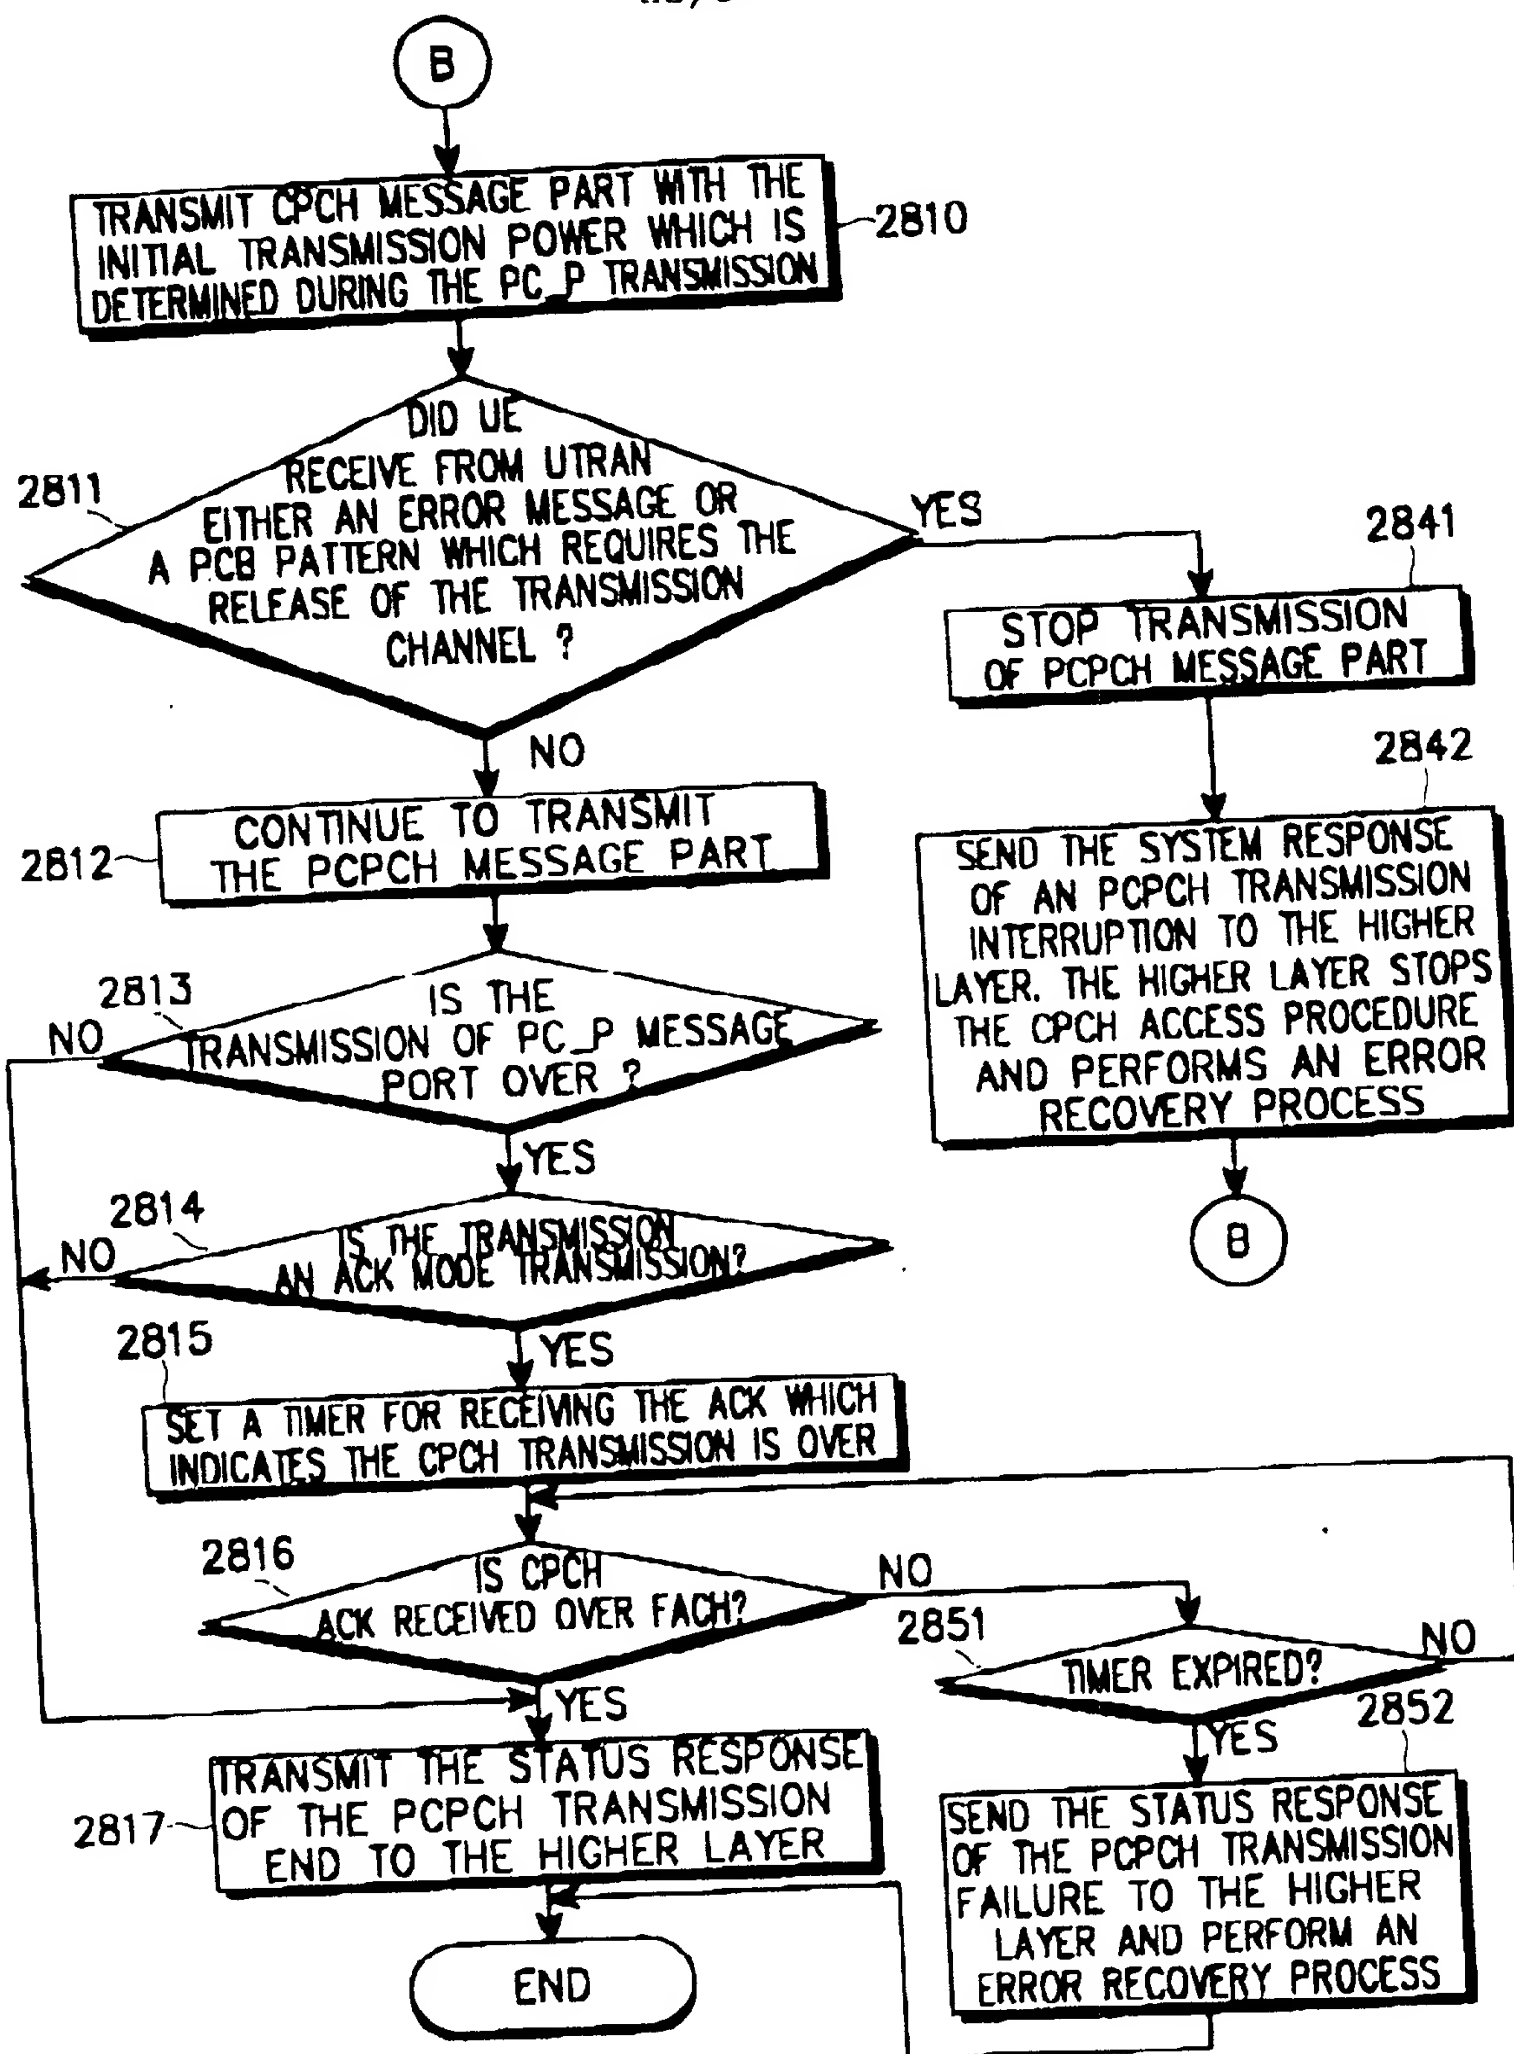 B
TRANSMIT CPCH MESSAGE PART WITH THE
INITIAL TRANSMISSION POWER WHICH IS
DETERMINED DURING THE PC_P TRANSMISSION
2810
DID UE
RECEIVE FROM UTRAN
EITHER AN ERROR MESSAGE OR
A PCB PATTERN WHICH REQUIRES THE
RELEASE OF THE TRANSMISSION
CHANNEL ?
2811
YES
NO
2841
STOP TRANSMISSION
OF PCPCH MESSAGE PART
2842
SEND THE SYSTEM RESPONSE
OF AN PCPCH TRANSMISSION
INTERRUPTION TO THE HIGHER
LAYER. THE HIGHER LAYER STOPS
THE CPCH ACCESS PROCEDURE
AND PERFORMS AN ERROR
RECOVERY PROCESS
B
CONTINUE TO TRANSMIT
THE PCPCH MESSAGE PART
2812
2813
NO
IS THE
TRANSMISSION OF PC_P MESSAGE
PORT OVER ?
YES
2814
NO
IS THE TRANSMISSION
AN ACK MODE TRANSMISSION?
YES
2815
SET A TIMER FOR RECEIVING THE ACK WHICH
INDICATES THE CPCH TRANSMISSION IS OVER
2816
IS CPCH
ACK RECEIVED OVER FACH?
NO
YES
2851
TIMER EXPIRED?
NO
YES
2852
SEND THE STATUS RESPONSE
OF THE PCPCH TRANSMISSION
FAILURE TO THE HIGHER
LAYER AND PERFORM AN
ERROR RECOVERY PROCESS
TRANSMIT THE STATUS RESPONSE
OF THE PCPCH TRANSMISSION
END TO THE HIGHER LAYER
2817
END